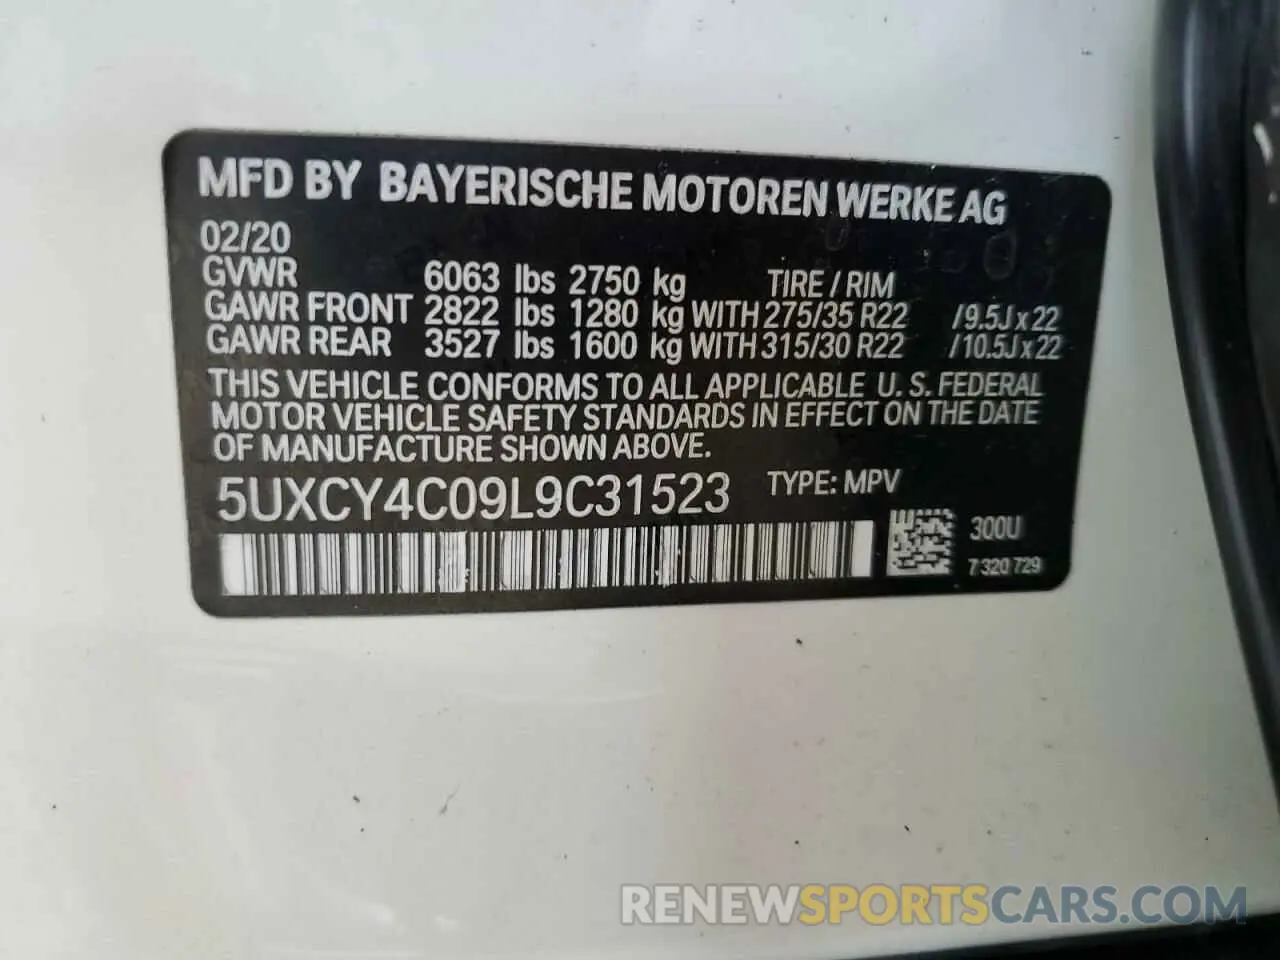 MFD BY BAYERISCHE MOTOREN WERKE AG
02/20
GVWR 6063 lbs 2750 kg TIRE / RIM
GAWR FRONT 2822 lbs 1280 kg WITH 275/35 R22 /9.5J x 22
GAWR REAR 3527 lbs 1600 kg WITH 315/30 R22 /10.5J x 22
THIS VEHICLE CONFORMS TO ALL APPLICABLE U. S. FEDERAL
MOTOR VEHICLE SAFETY STANDARDS IN EFFECT ON THE DATE
OF MANUFACTURE SHOWN ABOVE.
5UXCY4C09L9C31523 TYPE: MPV
300U
7 320 729
RENEWSPORTSCARS.COM